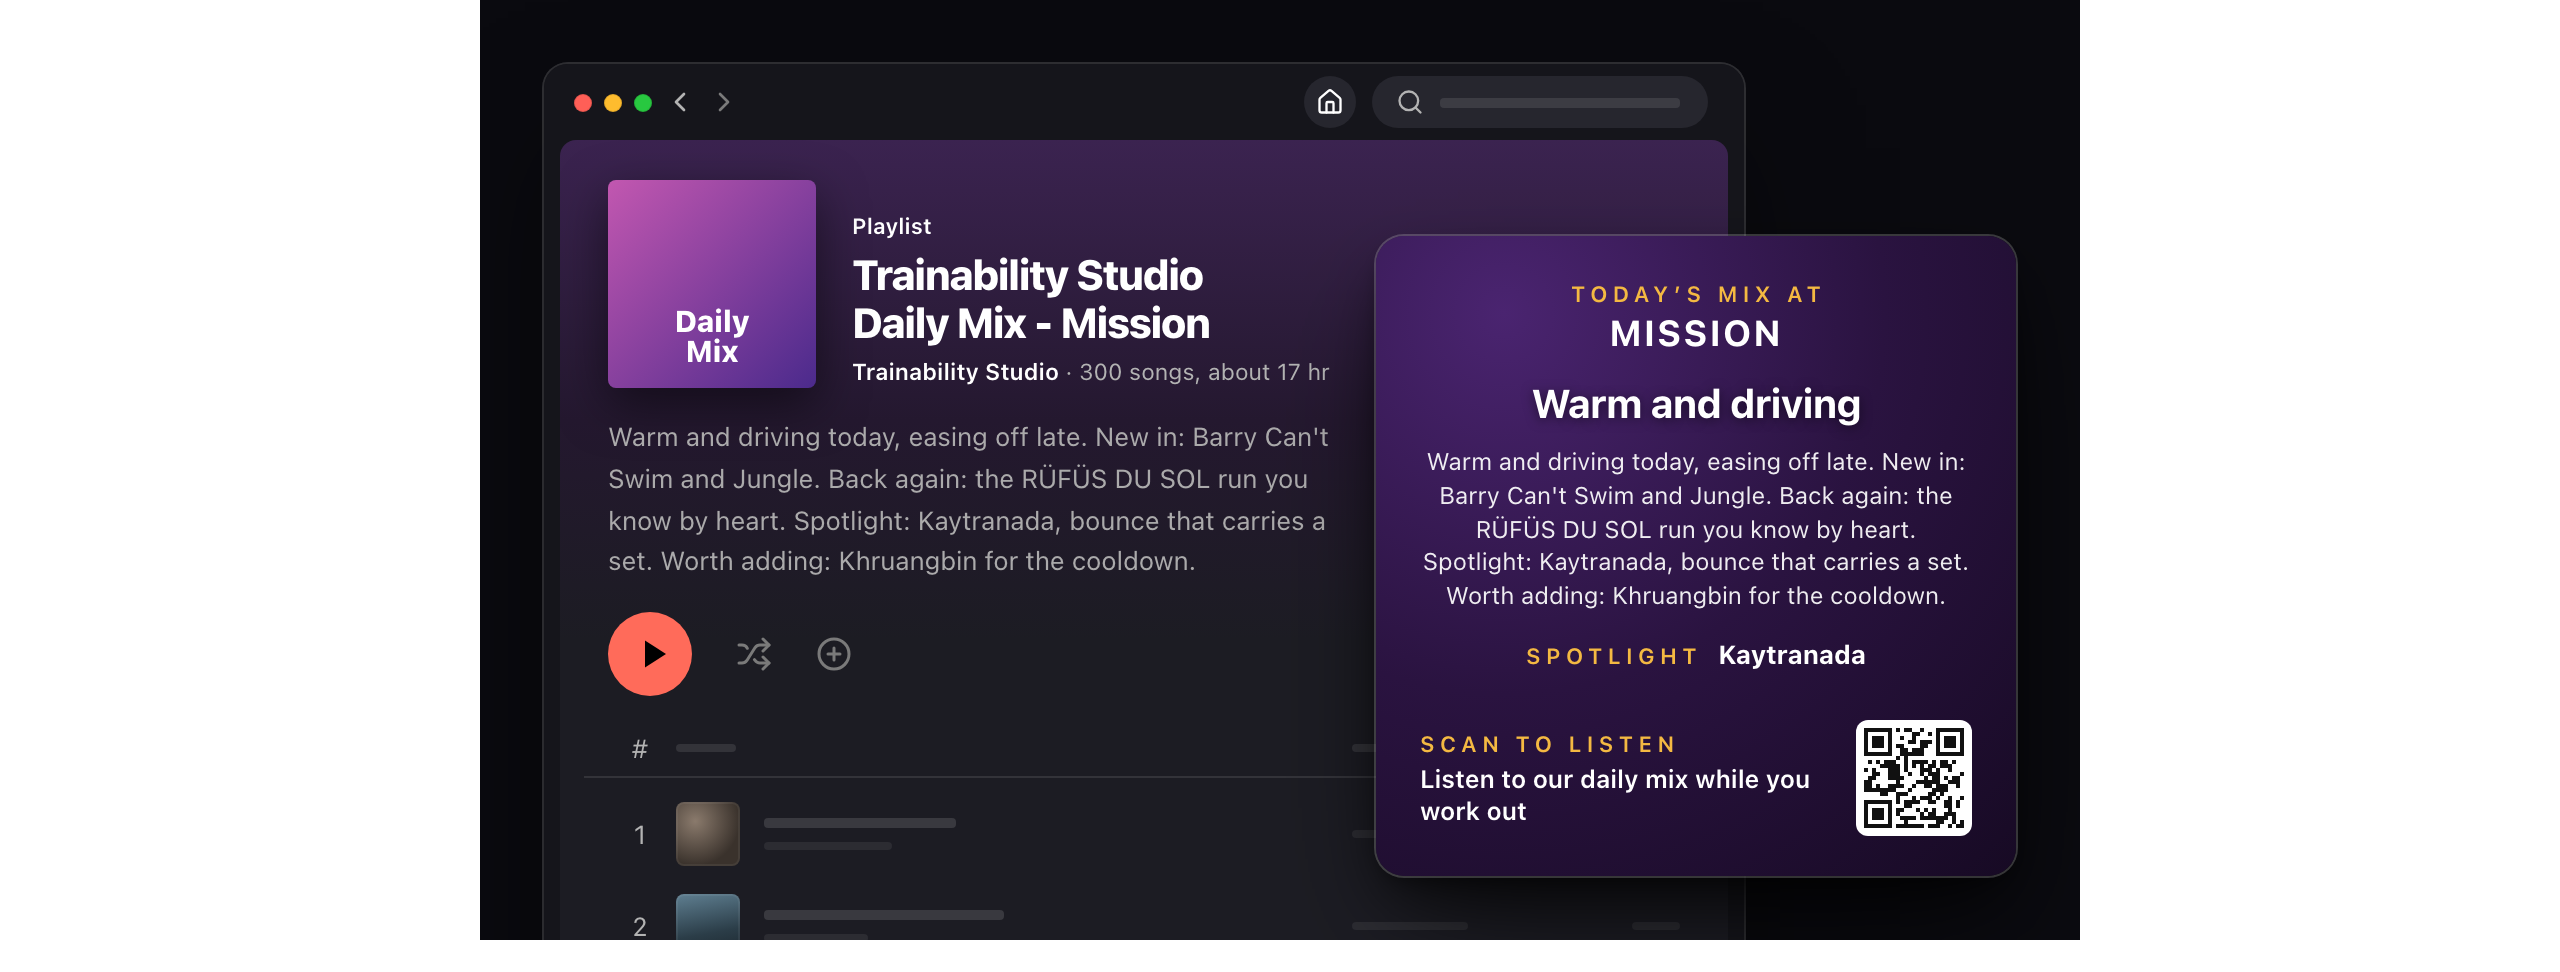 Daily
Mix
Playlist
Trainability Studio
Daily Mix - Mission
Trainability Studio · 300 songs, about 17 hr
Warm and driving today, easing off late. New in: Barry Can't
Swim and Jungle. Back again: the RÜFÜS DU SOL run you
know by heart. Spotlight: Kaytranada, bounce that carries a
set. Worth adding: Khruangbin for the cooldown.
#
1
2
TODAY’S MIX AT
MISSION
Warm and driving
Warm and driving today, easing off late. New in:
Barry Can't Swim and Jungle. Back again: the
RÜFÜS DU SOL run you know by heart.
Spotlight: Kaytranada, bounce that carries a set.
Worth adding: Khruangbin for the cooldown.
SPOTLIGHT Kaytranada
SCAN TO LISTEN
Listen to our daily mix while you
work out